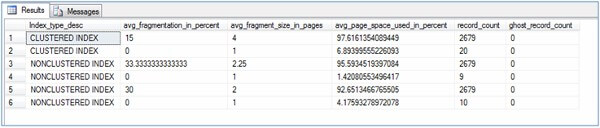 Results Messages
Index_type_desc avg_fragmentation_in_percent avg_fragment_size_in_pages avg_page_space_used_in_percent record_count ghost_record_count
1 CLUSTERED INDEX 15 4 97.6161354089449 2679 0
2 CLUSTERED INDEX 0 1 6.89399555226093 20 0
3 NONCLUSTERED INDEX 33.3333333333333 2.25 95.5934519397084 2679 0
4 NONCLUSTERED INDEX 0 1 1.42080553496417 9 0
5 NONCLUSTERED INDEX 30 2 92.6513466765505 2679 0
6 NONCLUSTERED INDEX 0 1 4.17593278972078 10 0